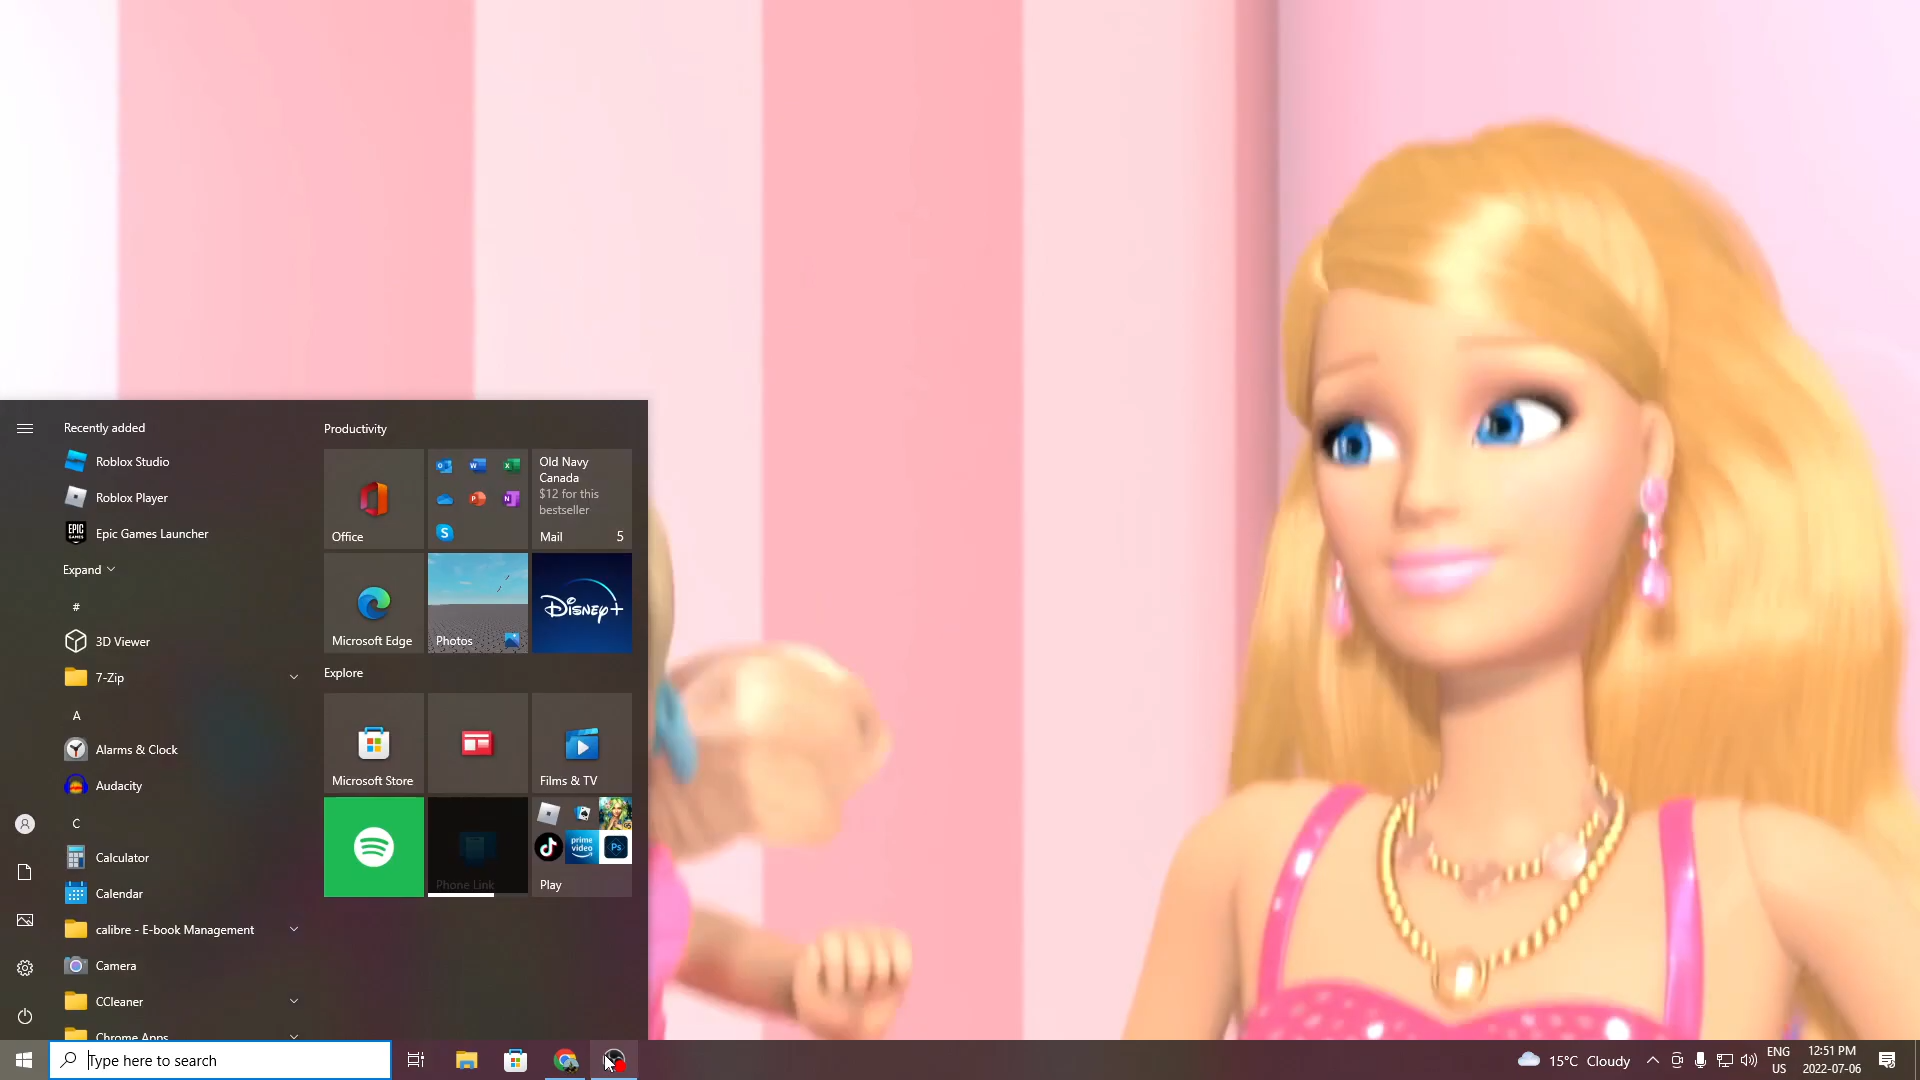 Recently added
Roblox Studio
Roblox Player
Epic Games Launcher
Expand
#
3D Viewer
7-Zip
A
Alarms & Clock
Audacity
C
Calculator
Calendar
calibre - E-book Management
Camera
CCleaner
Chrome Apps
Productivity
Office
Old Navy
Canada
$12 for this
bestseller
Mail 5
Microsoft Edge
Photos
Disney+
Explore
Microsoft Store
Films & TV
Phone Link
prime
video
Ps
Play
Type here to search
15°C Cloudy
ENG
US
12:51 PM
2022-07-06